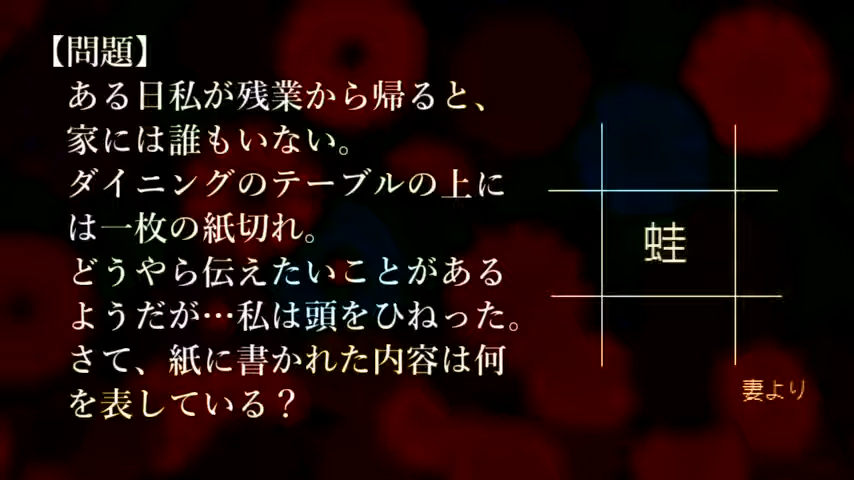 【問題】
ある日私が残業から帰ると、
家には誰もいない。
ダイニングのテーブルの上に
は一枚の紙切れ。
どうやら伝えたいことがある
ようだが…私は頭をひねった。
さて、紙に書かれた内容は何
を表している？
蛙
妻より